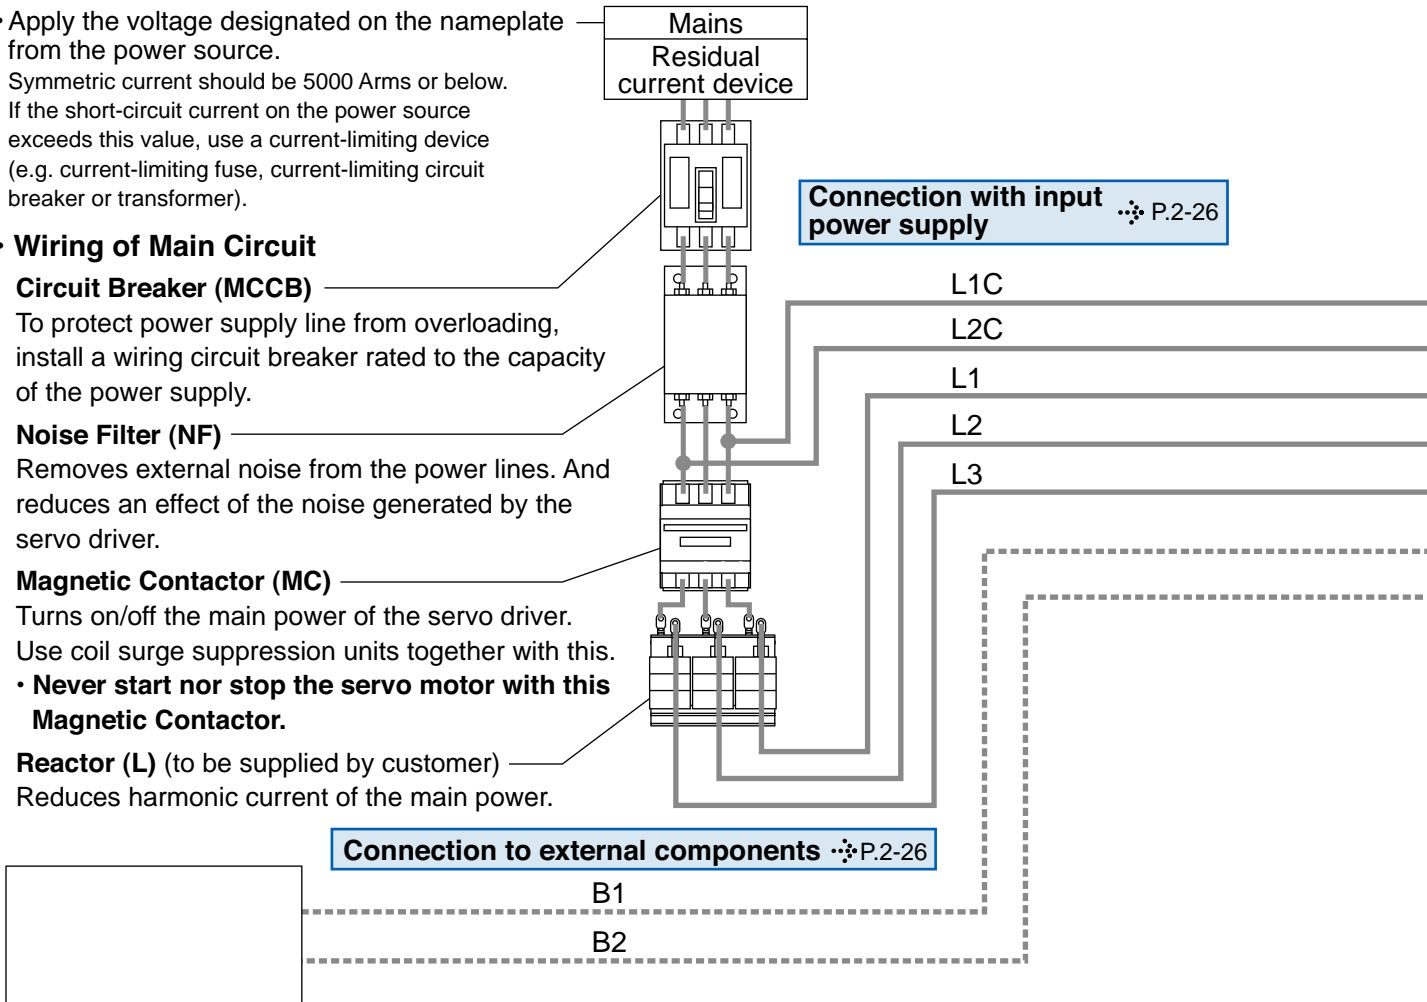 ・Apply the voltage designated on the nameplate
from the power source.
Symmetric current should be 5000 Arms or below.
If the short-circuit current on the power source
exceeds this value, use a current-limiting device
(e.g. current-limiting fuse, current-limiting circuit
breaker or transformer).
・Wiring of Main Circuit
Circuit Breaker (MCCB)
To protect power supply line from overloading,
install a wiring circuit breaker rated to the capacity
of the power supply.
Noise Filter (NF)
Removes external noise from the power lines. And
reduces an effect of the noise generated by the
servo driver.
Magnetic Contactor (MC)
Turns on/off the main power of the servo driver.
Use coil surge suppression units together with this.
・Never start nor stop the servo motor with this
Magnetic Contactor.
Reactor (L) (to be supplied by customer)
Reduces harmonic current of the main power.
Mains
Residual
current device
Connection with input
power supply P.2-26
L1C
L2C
L1
L2
L3
Connection to external components P.2-26
B1
B2